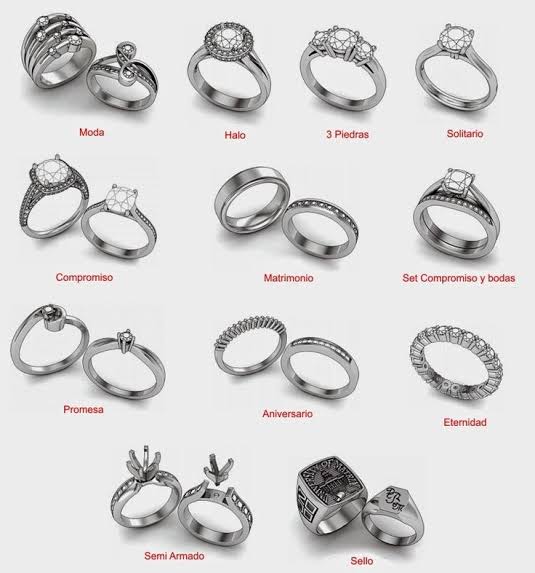 Moda
Halo
3 Piedras
Solitario
Compromiso
Matrimonio
Set Compromiso y bodas
Promesa
Aniversario
Eternidad
Semi Armado
Sello